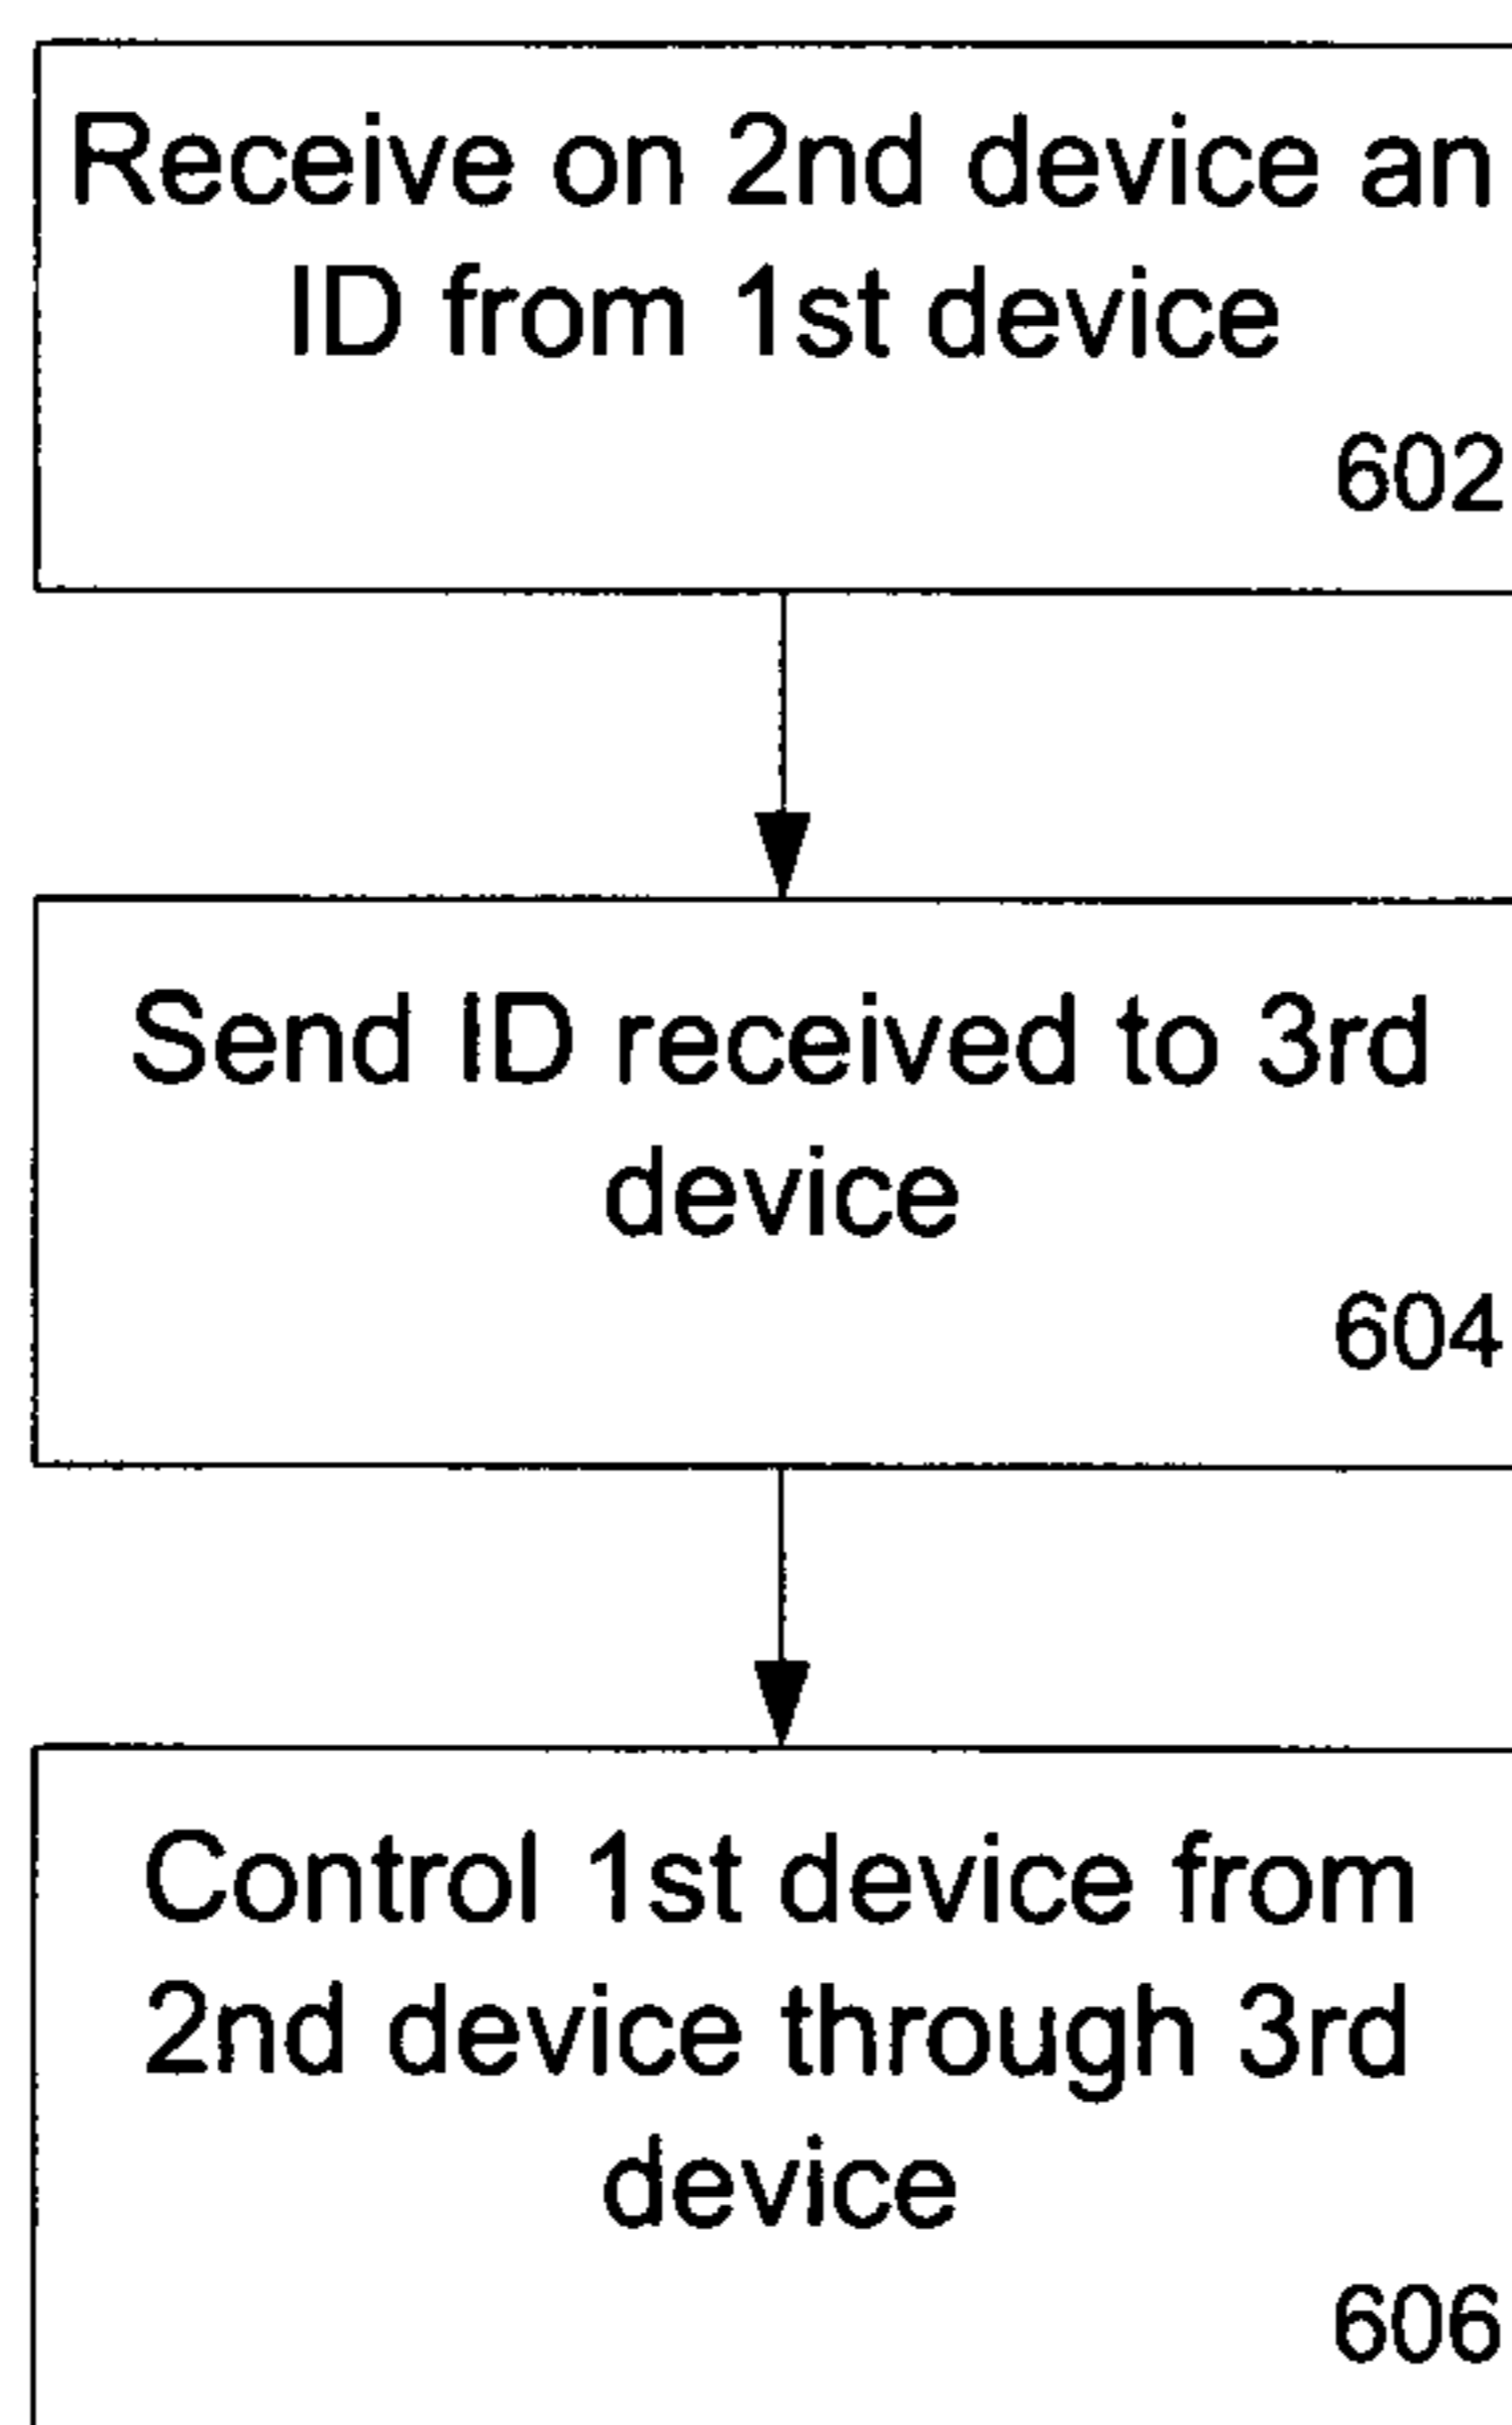 Receive on 2nd device an
ID from 1st device
602
Send ID received to 3rd
device
604
Control 1st device from
2nd device through 3rd
device
606